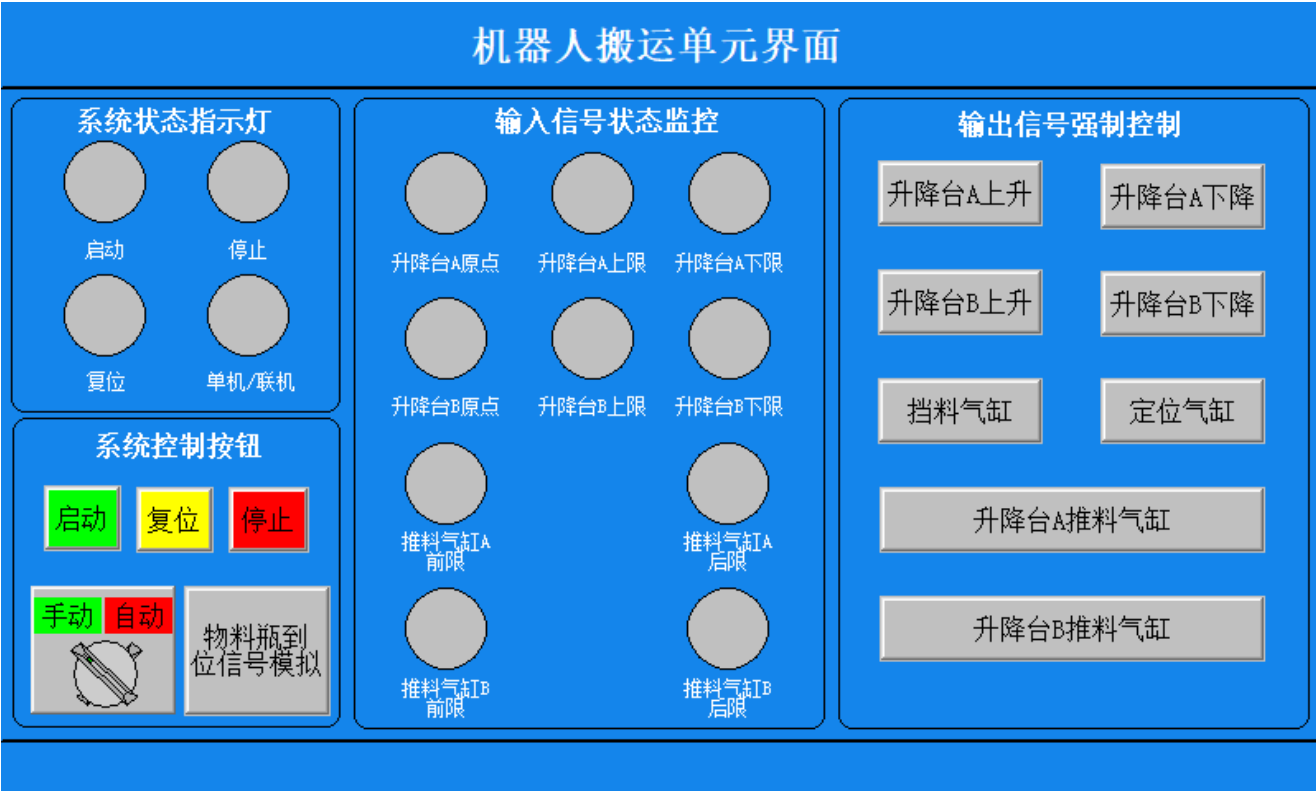 机器人搬运单元界面
系统状态指示灯
启动
停止
复位
单机/联机
系统控制按钮
启动
复位
停止
手动
自动
物料瓶到
位信号模拟
输入信号状态监控
升降台A原点
升降台A上限
升降台A下限
升降台B原点
升降台B上限
升降台B下限
推料气缸A
前限
推料气缸A
后限
推料气缸B
前限
推料气缸B
后限
输出信号强制控制
升降台A上升
升降台A下降
升降台B上升
升降台B下降
挡料气缸
定位气缸
升降台A推料气缸
升降台B推料气缸